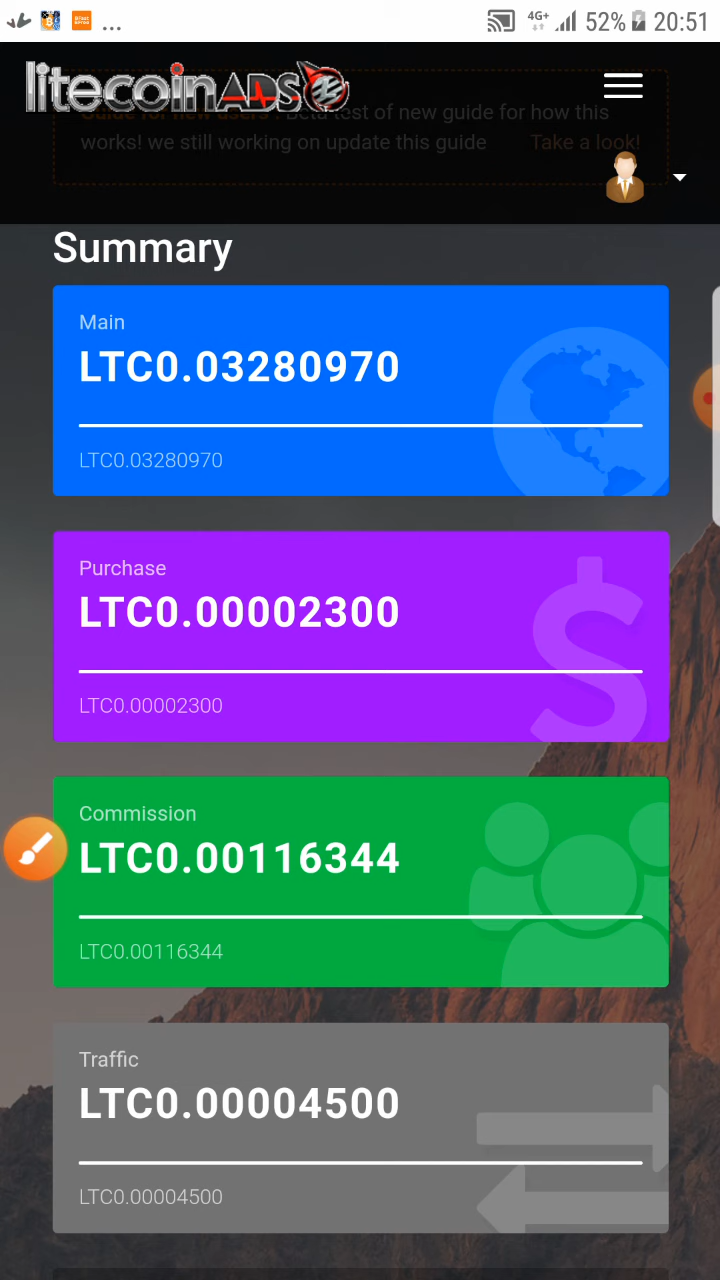 ... 4G+ 52% 20:51
litecoinADS
Guide for new users : Beta test of new guide for how this
works! we still working on update this guide Take a look!
Summary
Main
LTC0.03280970
LTC0.03280970
Purchase
LTC0.00002300
LTC0.00002300
Commission
LTC0.00116344
LTC0.00116344
Traffic
LTC0.00004500
LTC0.00004500